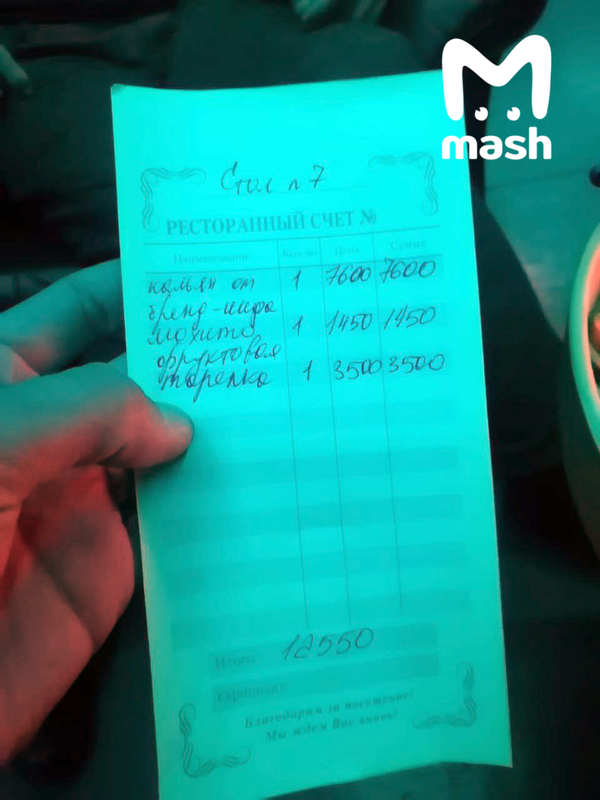 mash
Стол n 7
РЕСТОРАННЫЙ СЧЕТ №
Наименование Кол-во Цена Сумма
кальян от 1 7600 7600
бренд-шефа
мохито 1 1450 1450
фруктовая
тарелка 1 3500 3500
Итого: 12550
Официант:
Благодарим за посещение!
Мы ждем Вас вновь!